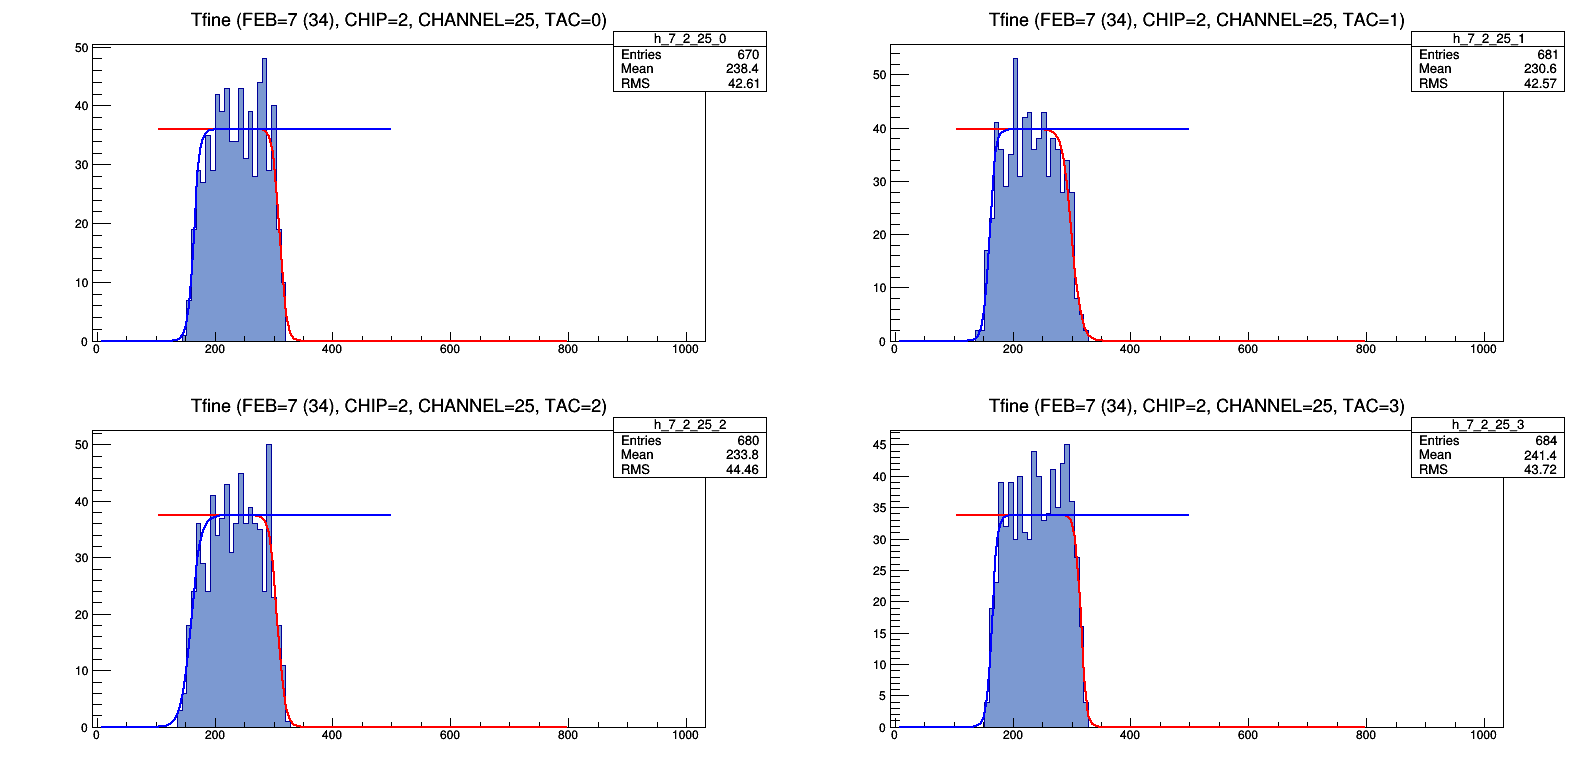 Tfine (FEB=7 (34), CHIP=2, CHANNEL=25, TAC=0)
h_7_2_25_0
Entries 670
Mean 238.4
RMS 42.61
50
40
30
20
10
0
0 200 400 600 800 1000
Tfine (FEB=7 (34), CHIP=2, CHANNEL=25, TAC=1)
h_7_2_25_1
Entries 681
Mean 230.6
RMS 42.57
50
40
30
20
10
0
0 200 400 600 800 1000
Tfine (FEB=7 (34), CHIP=2, CHANNEL=25, TAC=2)
h_7_2_25_2
Entries 680
Mean 233.8
RMS 44.46
50
40
30
20
10
0
0 200 400 600 800 1000
Tfine (FEB=7 (34), CHIP=2, CHANNEL=25, TAC=3)
h_7_2_25_3
Entries 684
Mean 241.4
RMS 43.72
45
40
35
30
25
20
15
10
5
0
0 200 400 600 800 1000